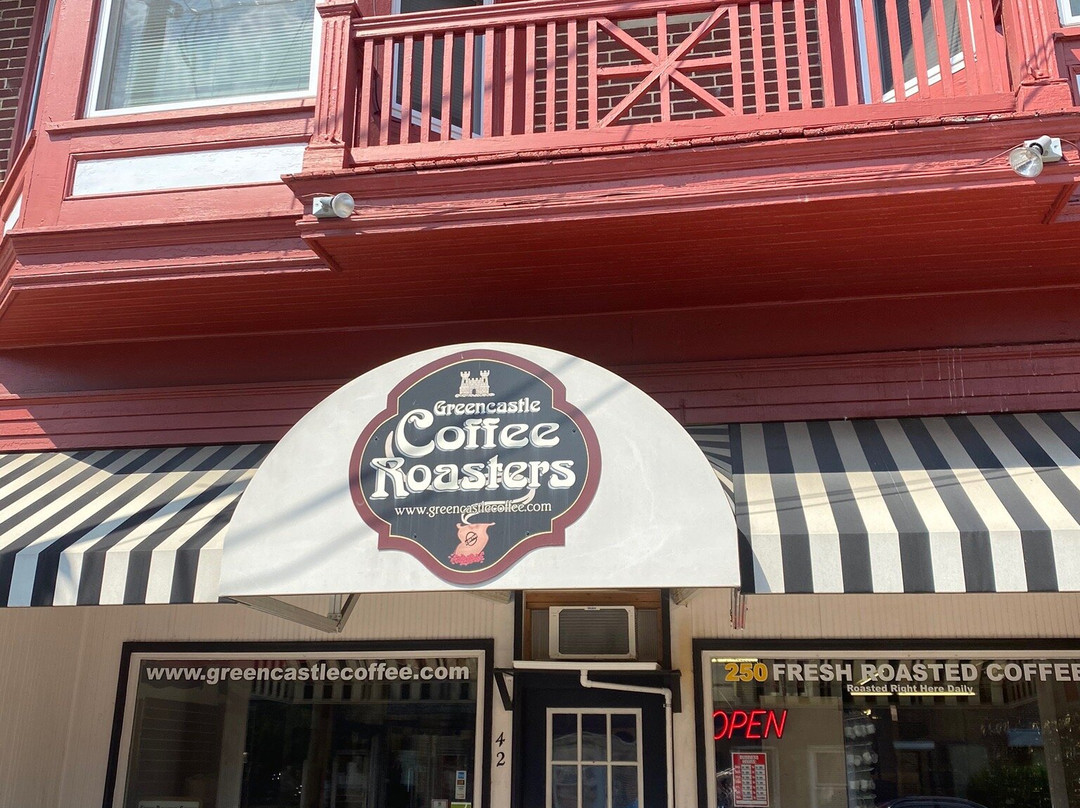 Greencastle
Coffee
Roasters
www.greencastlecoffee.com
www.greencastlecoffee.com
250 FRESH ROASTED COFFEE
Roasted Right Here Daily
OPEN
42